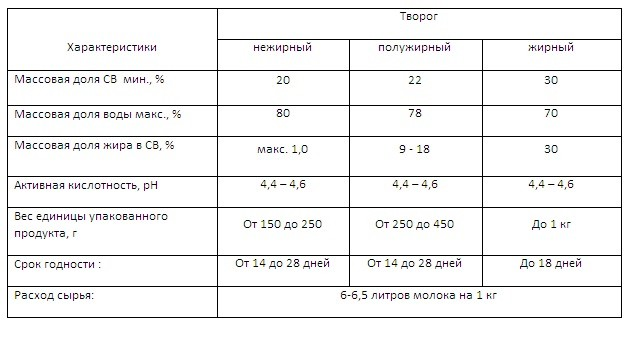 Творог
Характеристики
нежирный полужирный жирный
Массовая доля СВ мин., % 20 22 30
Массовая доля воды макс., % 80 78 70
Массовая доля жира в СВ, % макс. 1,0 9 - 18 30
Активная кислотность, pH 4,4 – 4,6 4,4 – 4,6 4,4 – 4,6
Вес единицы упакованного
продукта, г От 150 до 250 От 250 до 450 До 1 кг
Срок годности : От 14 до 28 дней От 14 до 28 дней До 18 дней
Расход сырья: 6-6,5 литров молока на 1 кг